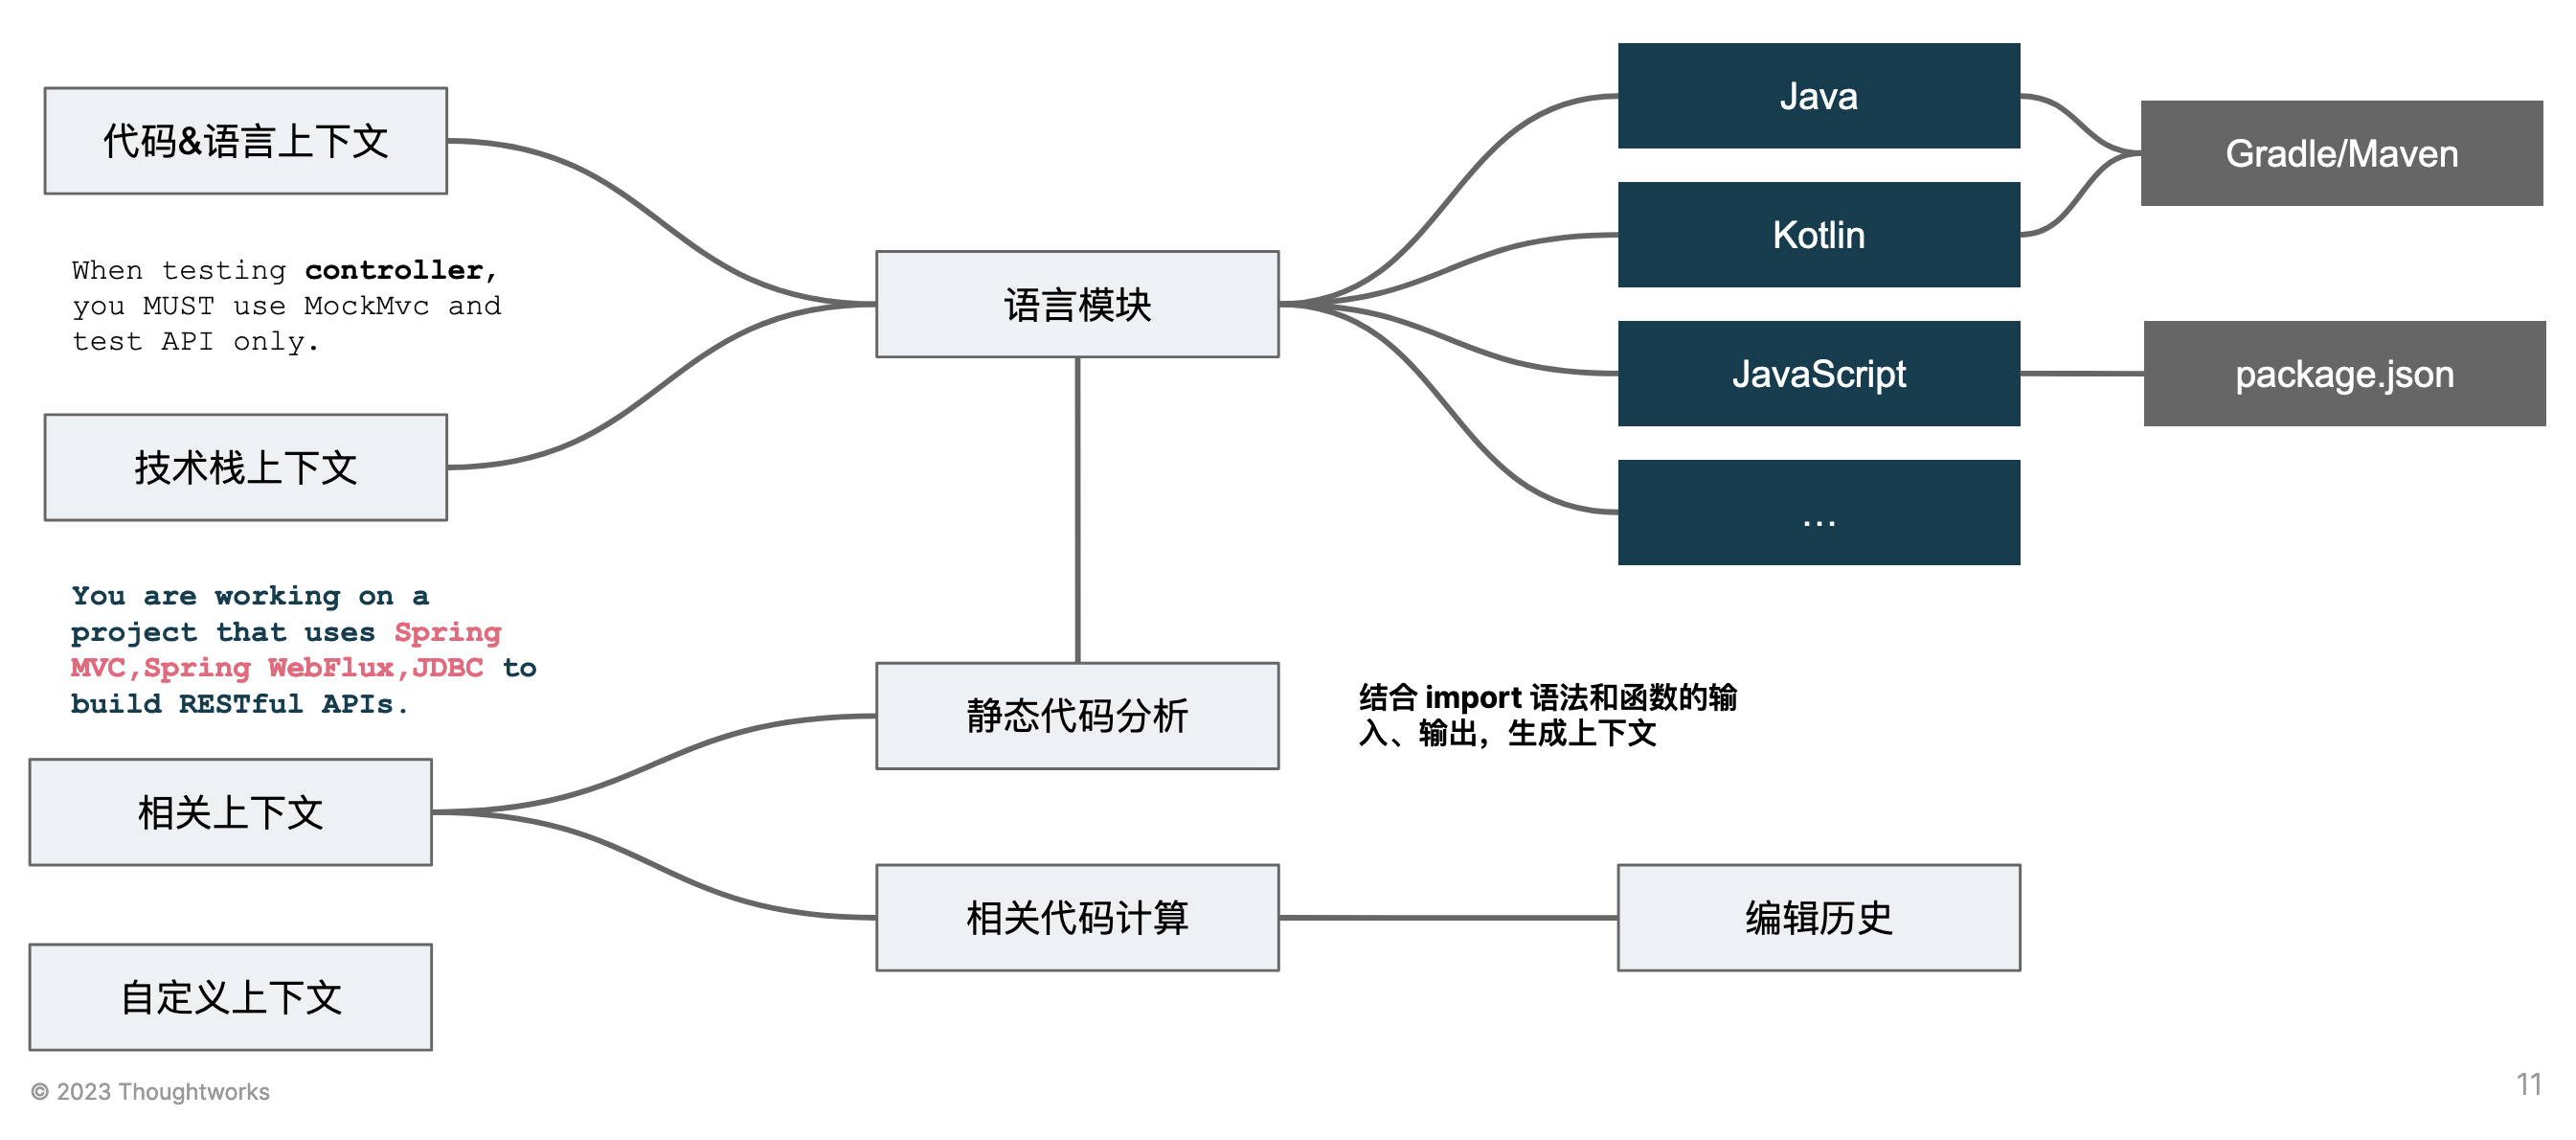 代码&语言上下文
When testing controller,
you MUST use MockMvc and
test API only.
技术栈上下文
You are working on a
project that uses Spring
MVC,Spring WebFlux,JDBC to
build RESTful APIs.
相关上下文
自定义上下文
语言模块
静态代码分析
相关代码计算
Java
Kotlin
JavaScript
...
Gradle/Maven
package.json
结合 import 语法和函数的输
入、输出，生成上下文
编辑历史
© 2023 Thoughtworks
11